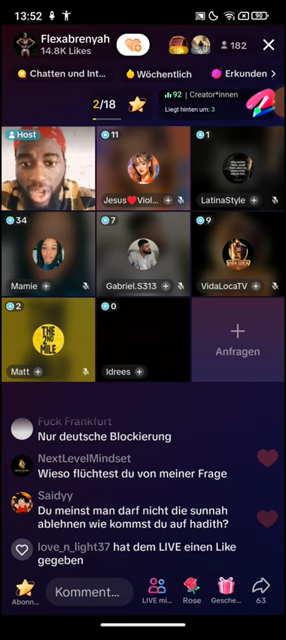 13:52
90
Flexabrenyah
14.8K Likes
182
Chatten und Int...
Wöchentlich
Erkunden
2/18
92 | Creator*innen
Liegt hinten um: 3
Host
11
1
Jesus❤️Viol...
LatinaStyle
34
7
9
Mamie
Gabriel.S313
VidaLocaTV
2
0
THE
2ND
MILE
Matt
Idrees
Anfragen
Fuck Frankfurt
Nur deutsche Blockierung
NextLevelMindset
Wieso flüchtest du von meiner Frage
Saidyy
Du meinst man darf nicht die sunnah
ablehnen wie kommst du auf hadith?
love_n_light37 hat dem LIVE einen Like
gegeben
Abonn...
Komment...
LIVE mi...
Rose
Gesche...
63